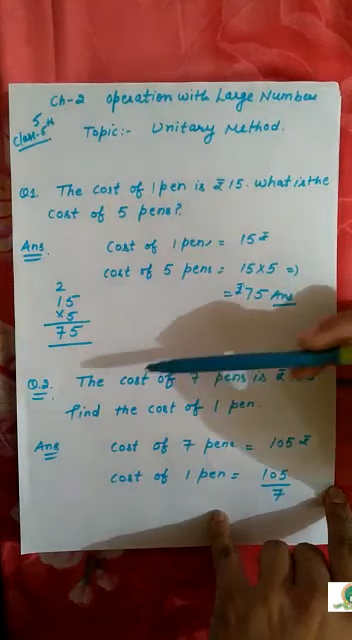 Ch-2 Operation with Large Numbers
5
Class-5th
Topic:- Unitary Method.
Q1. The cost of 1 pen is ₹15. What is the
cost of 5 pens?
Ans
cost of 1 pens = 15₹
cost of 5 pens = 15×5 =)
= ₹75 Ans
2
15
×5
75
Q.2. The cost of 7 pens is
Find the cost of 1 pen.
Ans
cost of 7 pens = 105₹
cost of 1 pen = 105
7